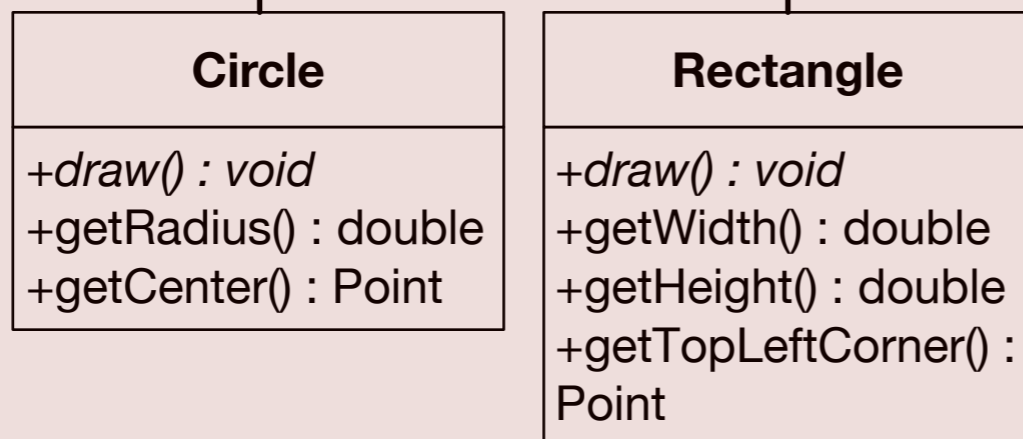 Circle
+draw() : void
+getRadius() : double
+getCenter() : Point
Rectangle
+draw() : void
+getWidth() : double
+getHeight() : double
+getTopLeftCorner() :
Point